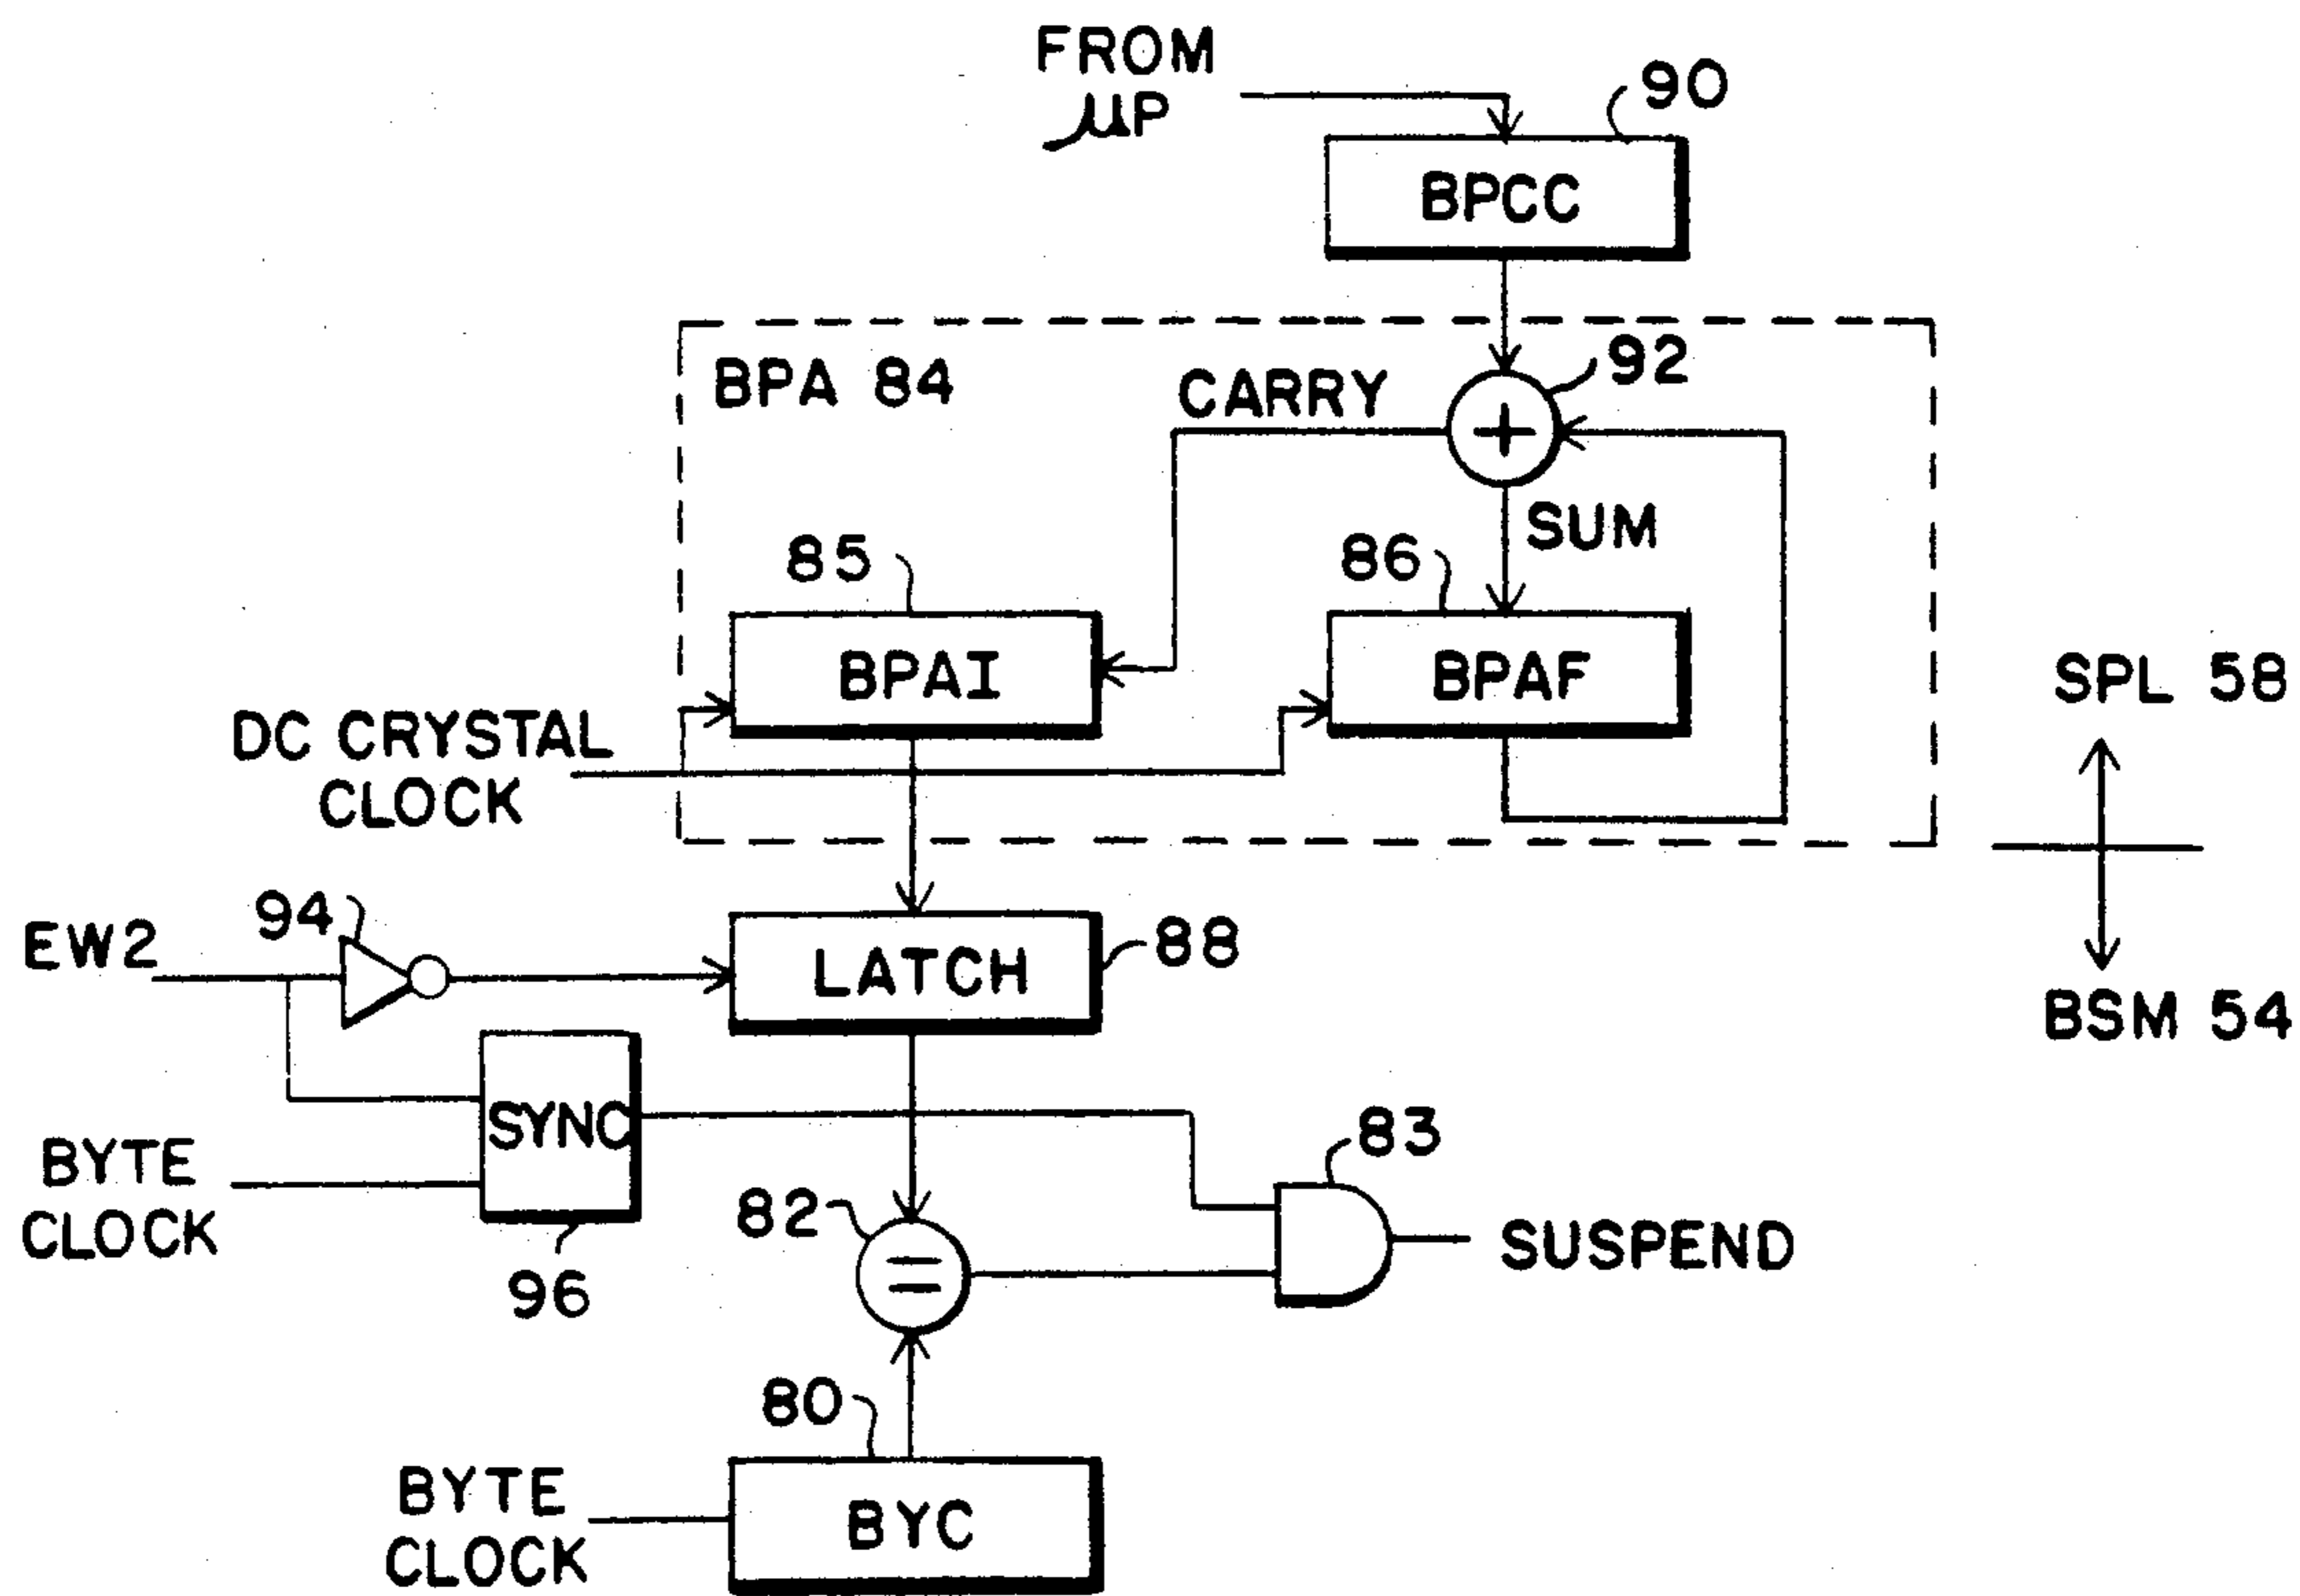 FROM
μP
90
BPCC
BPA 84
CARRY
92
+
SUM
85
86
BPAI
BPAF
SPL 58
DC CRYSTAL
CLOCK
BSM 54
EW2
94
LATCH
88
SYNC
BYTE
CLOCK
96
82
=
83
SUSPEND
80
BYTE
CLOCK
BYC